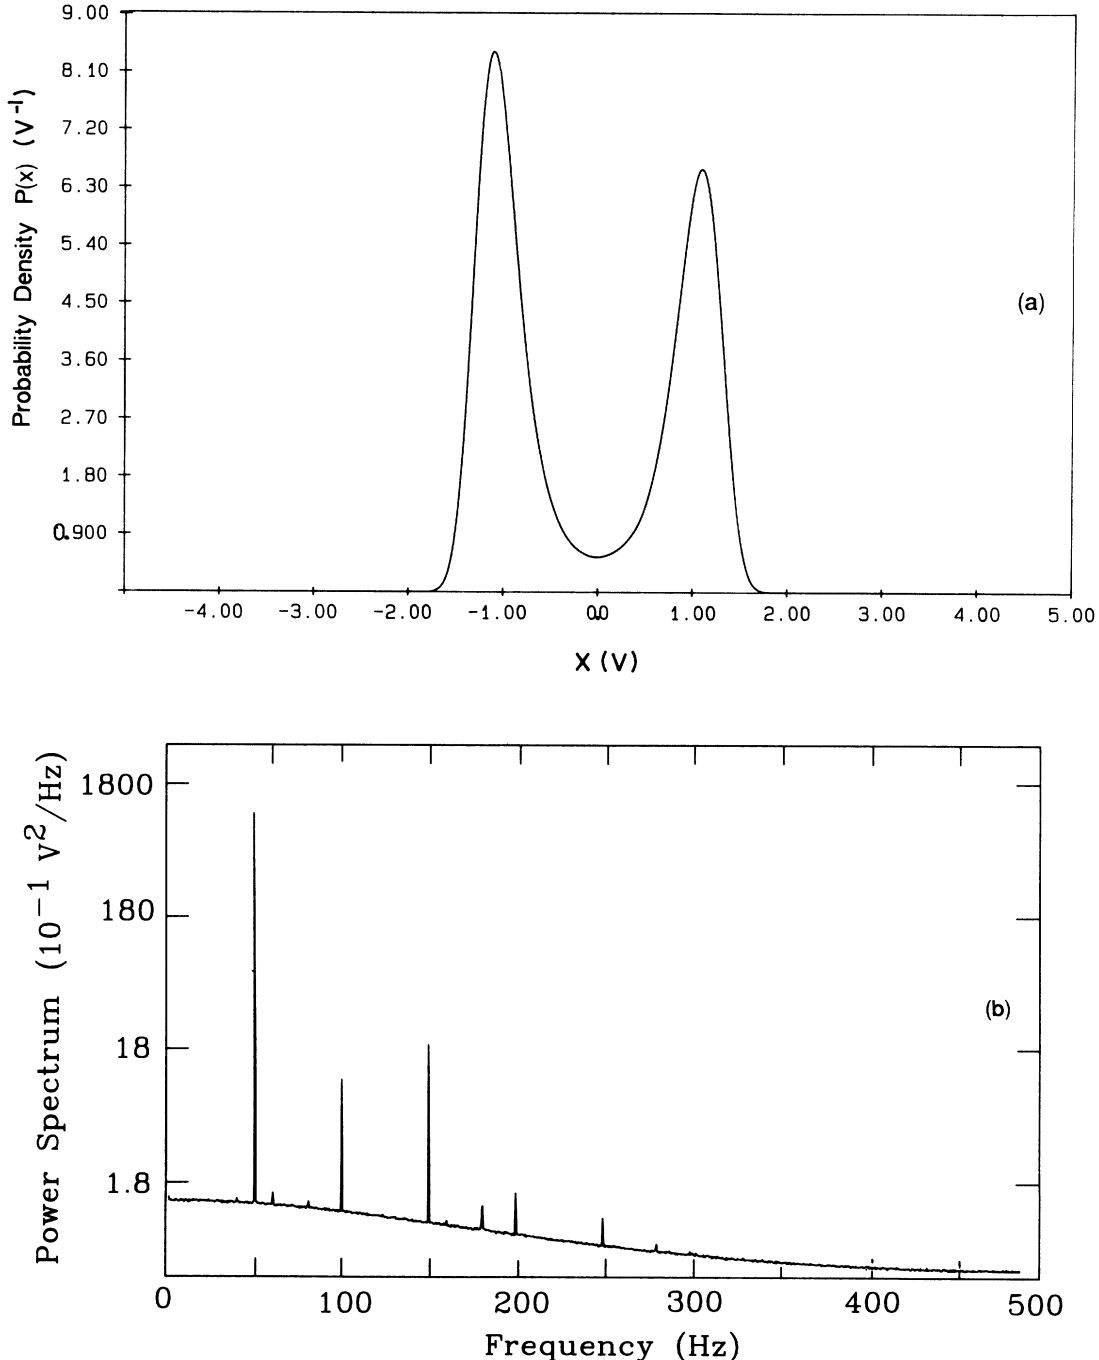 9.00
8.10
7.20
6.30
5.40
4.50
3.60
2.70
1.80
0.900
Probability Density P(x) (V⁻¹)
(a)
-4.00 -3.00 -2.00 -1.00 0.0 1.00 2.00 3.00 4.00 5.00
X (V)
1800
180
18
1.8
Power Spectrum (10⁻¹ V²/Hz)
(b)
0 100 200 300 400 500
Frequency (Hz)